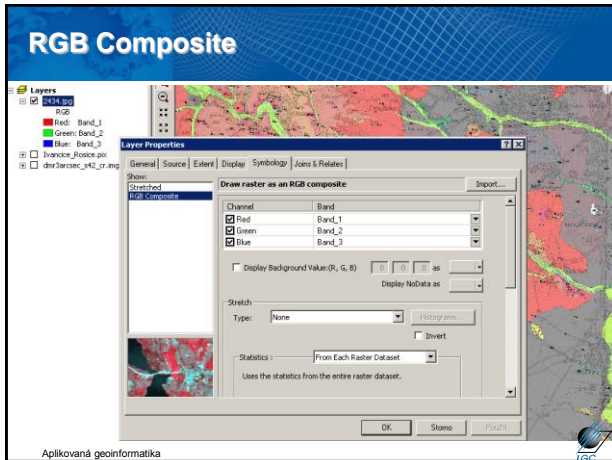 RGB Composite
Layers
2434.jpg
RGB
Red: Band_1
Green: Band_2
Blue: Band_3
Ivancice_Rosice.pix
dmr3arcsec_s42_cr.img
Layer Properties
General Source Extent Display Symbology Joins & Relates
Show:
Stretched
RGB Composite
Draw raster as an RGB composite
Import...
Channel Band
Red Band_1
Green Band_2
Blue Band_3
Display Background Value:(R, G, B) 0 0 0 as
Display NoData as
Stretch
Type: None Histograms...
Invert
Statistics : From Each Raster Dataset
Uses the statistics from the entire raster dataset.
OK Storno Použít
Aplikovaná geoinformatika
LGC